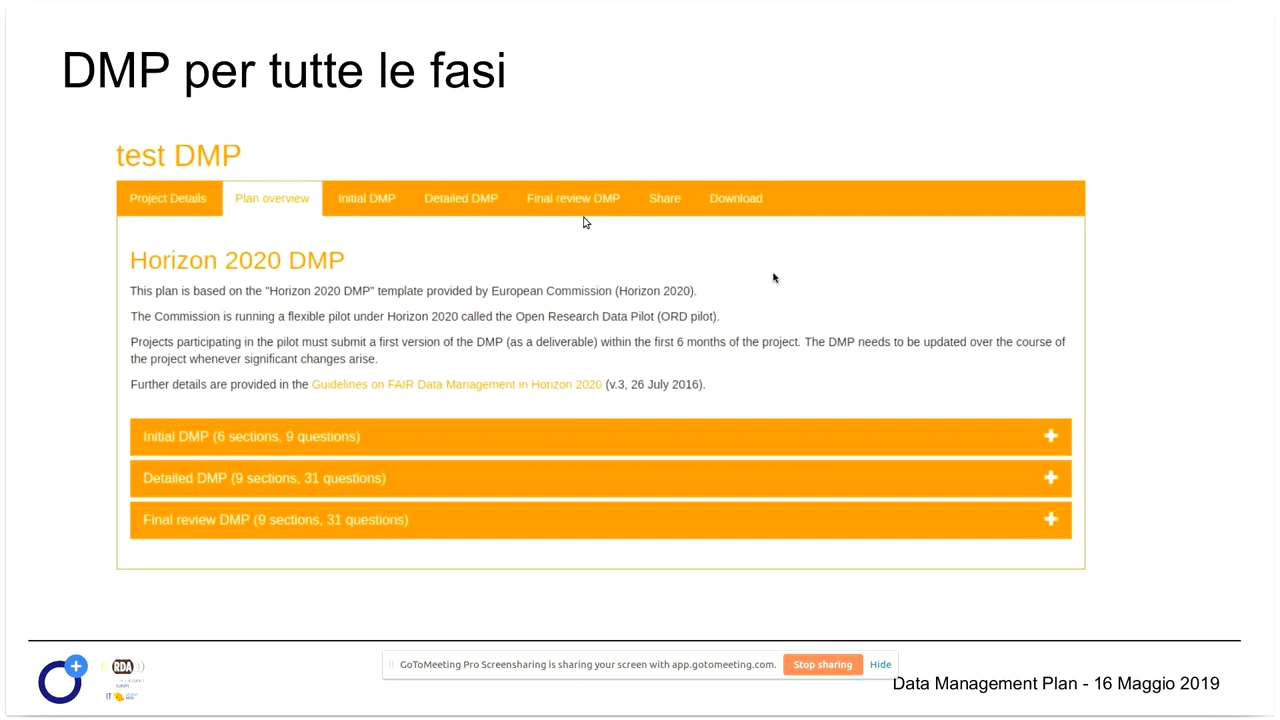 DMP per tutte le fasi
test DMP
Project Details Plan overview Initial DMP Detailed DMP Final review DMP Share Download
Horizon 2020 DMP
This plan is based on the "Horizon 2020 DMP" template provided by European Commission (Horizon 2020).
The Commission is running a flexible pilot under Horizon 2020 called the Open Research Data Pilot (ORD pilot).
Projects participating in the pilot must submit a first version of the DMP (as a deliverable) within the first 6 months of the project. The DMP needs to be updated over the course of
the project whenever significant changes arise.
Further details are provided in the Guidelines on FAIR Data Management in Horizon 2020 (v.3, 26 July 2016).
Initial DMP (6 sections, 9 questions)
Detailed DMP (9 sections, 31 questions)
Final review DMP (9 sections, 31 questions)
RDA
IT
GoToMeeting Pro Screensharing is sharing your screen with app.gotomeeting.com. Stop sharing Hide
Data Management Plan - 16 Maggio 2019